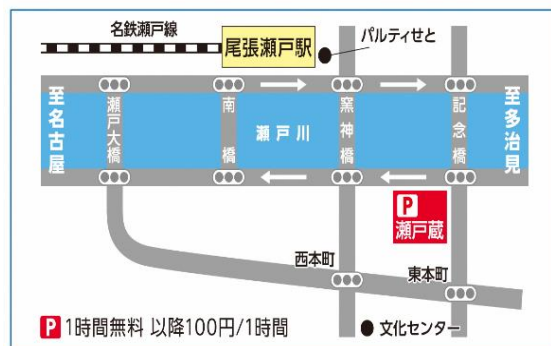 名鉄瀬戸線
尾張瀬戸駅
パルティせと
至名古屋
瀬戸大橋
南橋
瀬戸川
窯神橋
記念橋
至多治見
P
瀬戸蔵
西本町
東本町
P 1時間無料 以降100円/1時間
文化センター